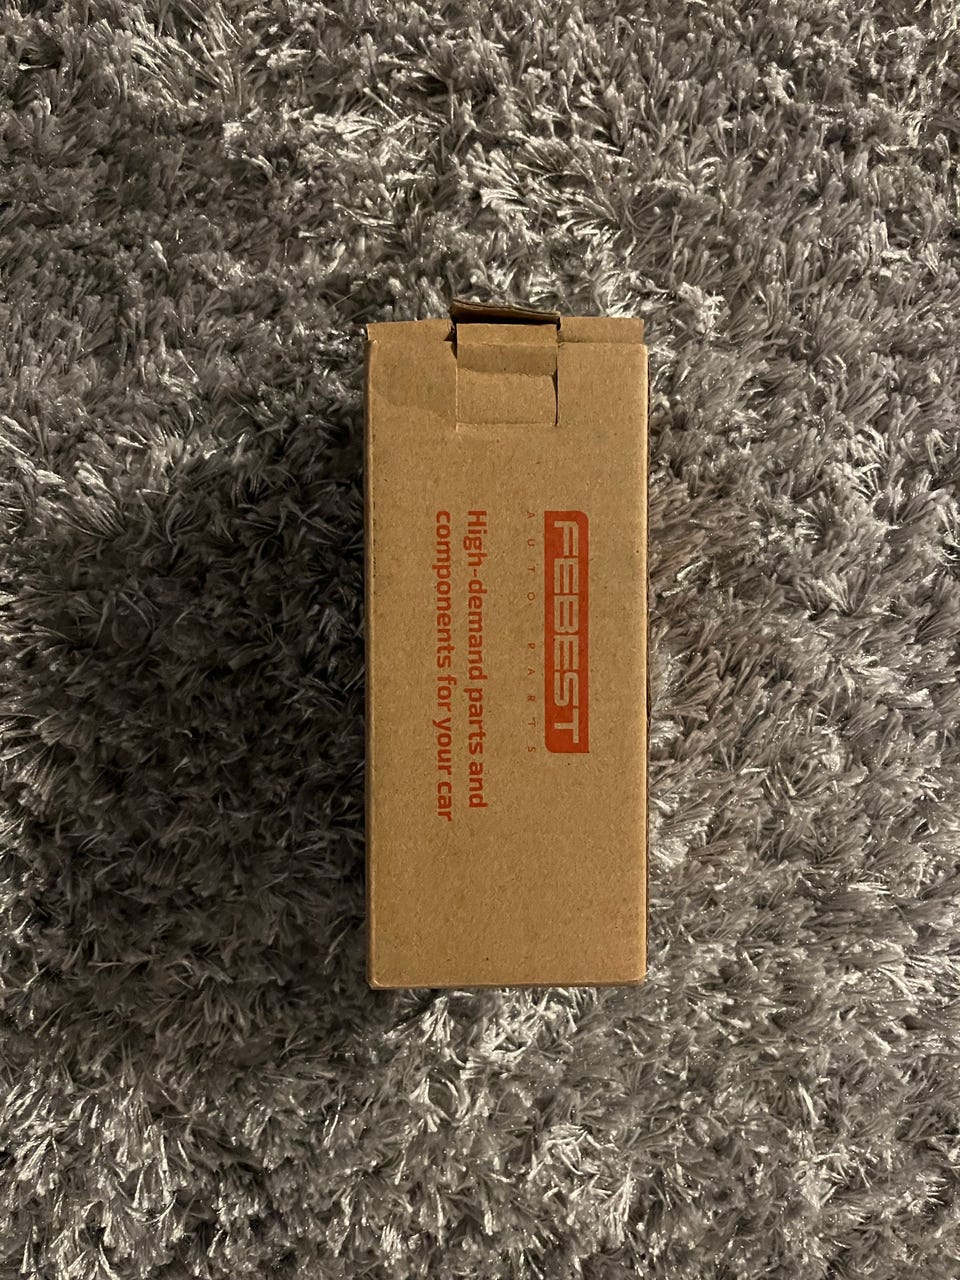 FEBEST
AUTO PARTS
High-demand parts and
components for your car